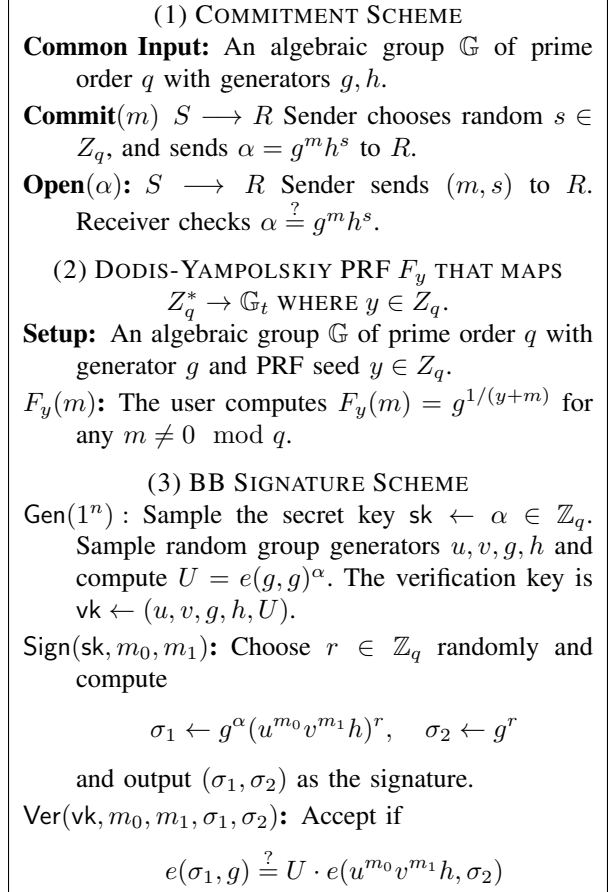 (1) COMMITMENT SCHEME
Common Input: An algebraic group 𝔾 of prime
order q with generators g, h.
Commit(m) S ⟶ R Sender chooses random s ∈
Z_q, and sends α = g^m h^s to R.
Open(α): S ⟶ R Sender sends (m, s) to R.
Receiver checks α ≟ g^m h^s.
(2) DODIS-YAMPOLSKIY PRF F_y THAT MAPS
Z_q^* → 𝔾_t WHERE y ∈ Z_q.
Setup: An algebraic group 𝔾 of prime order q with
generator g and PRF seed y ∈ Z_q.
F_y(m): The user computes F_y(m) = g^{1/(y+m)} for
any m ≠ 0 mod q.
(3) BB SIGNATURE SCHEME
Gen(1^n) : Sample the secret key sk ← α ∈ ℤ_q.
Sample random group generators u, v, g, h and
compute U = e(g, g)^α. The verification key is
vk ← (u, v, g, h, U).
Sign(sk, m_0, m_1): Choose r ∈ ℤ_q randomly and
compute
σ_1 ← g^α(u^{m_0} v^{m_1} h)^r, σ_2 ← g^r
and output (σ_1, σ_2) as the signature.
Ver(vk, m_0, m_1, σ_1, σ_2): Accept if
e(σ_1, g) ≟ U · e(u^{m_0} v^{m_1} h, σ_2)